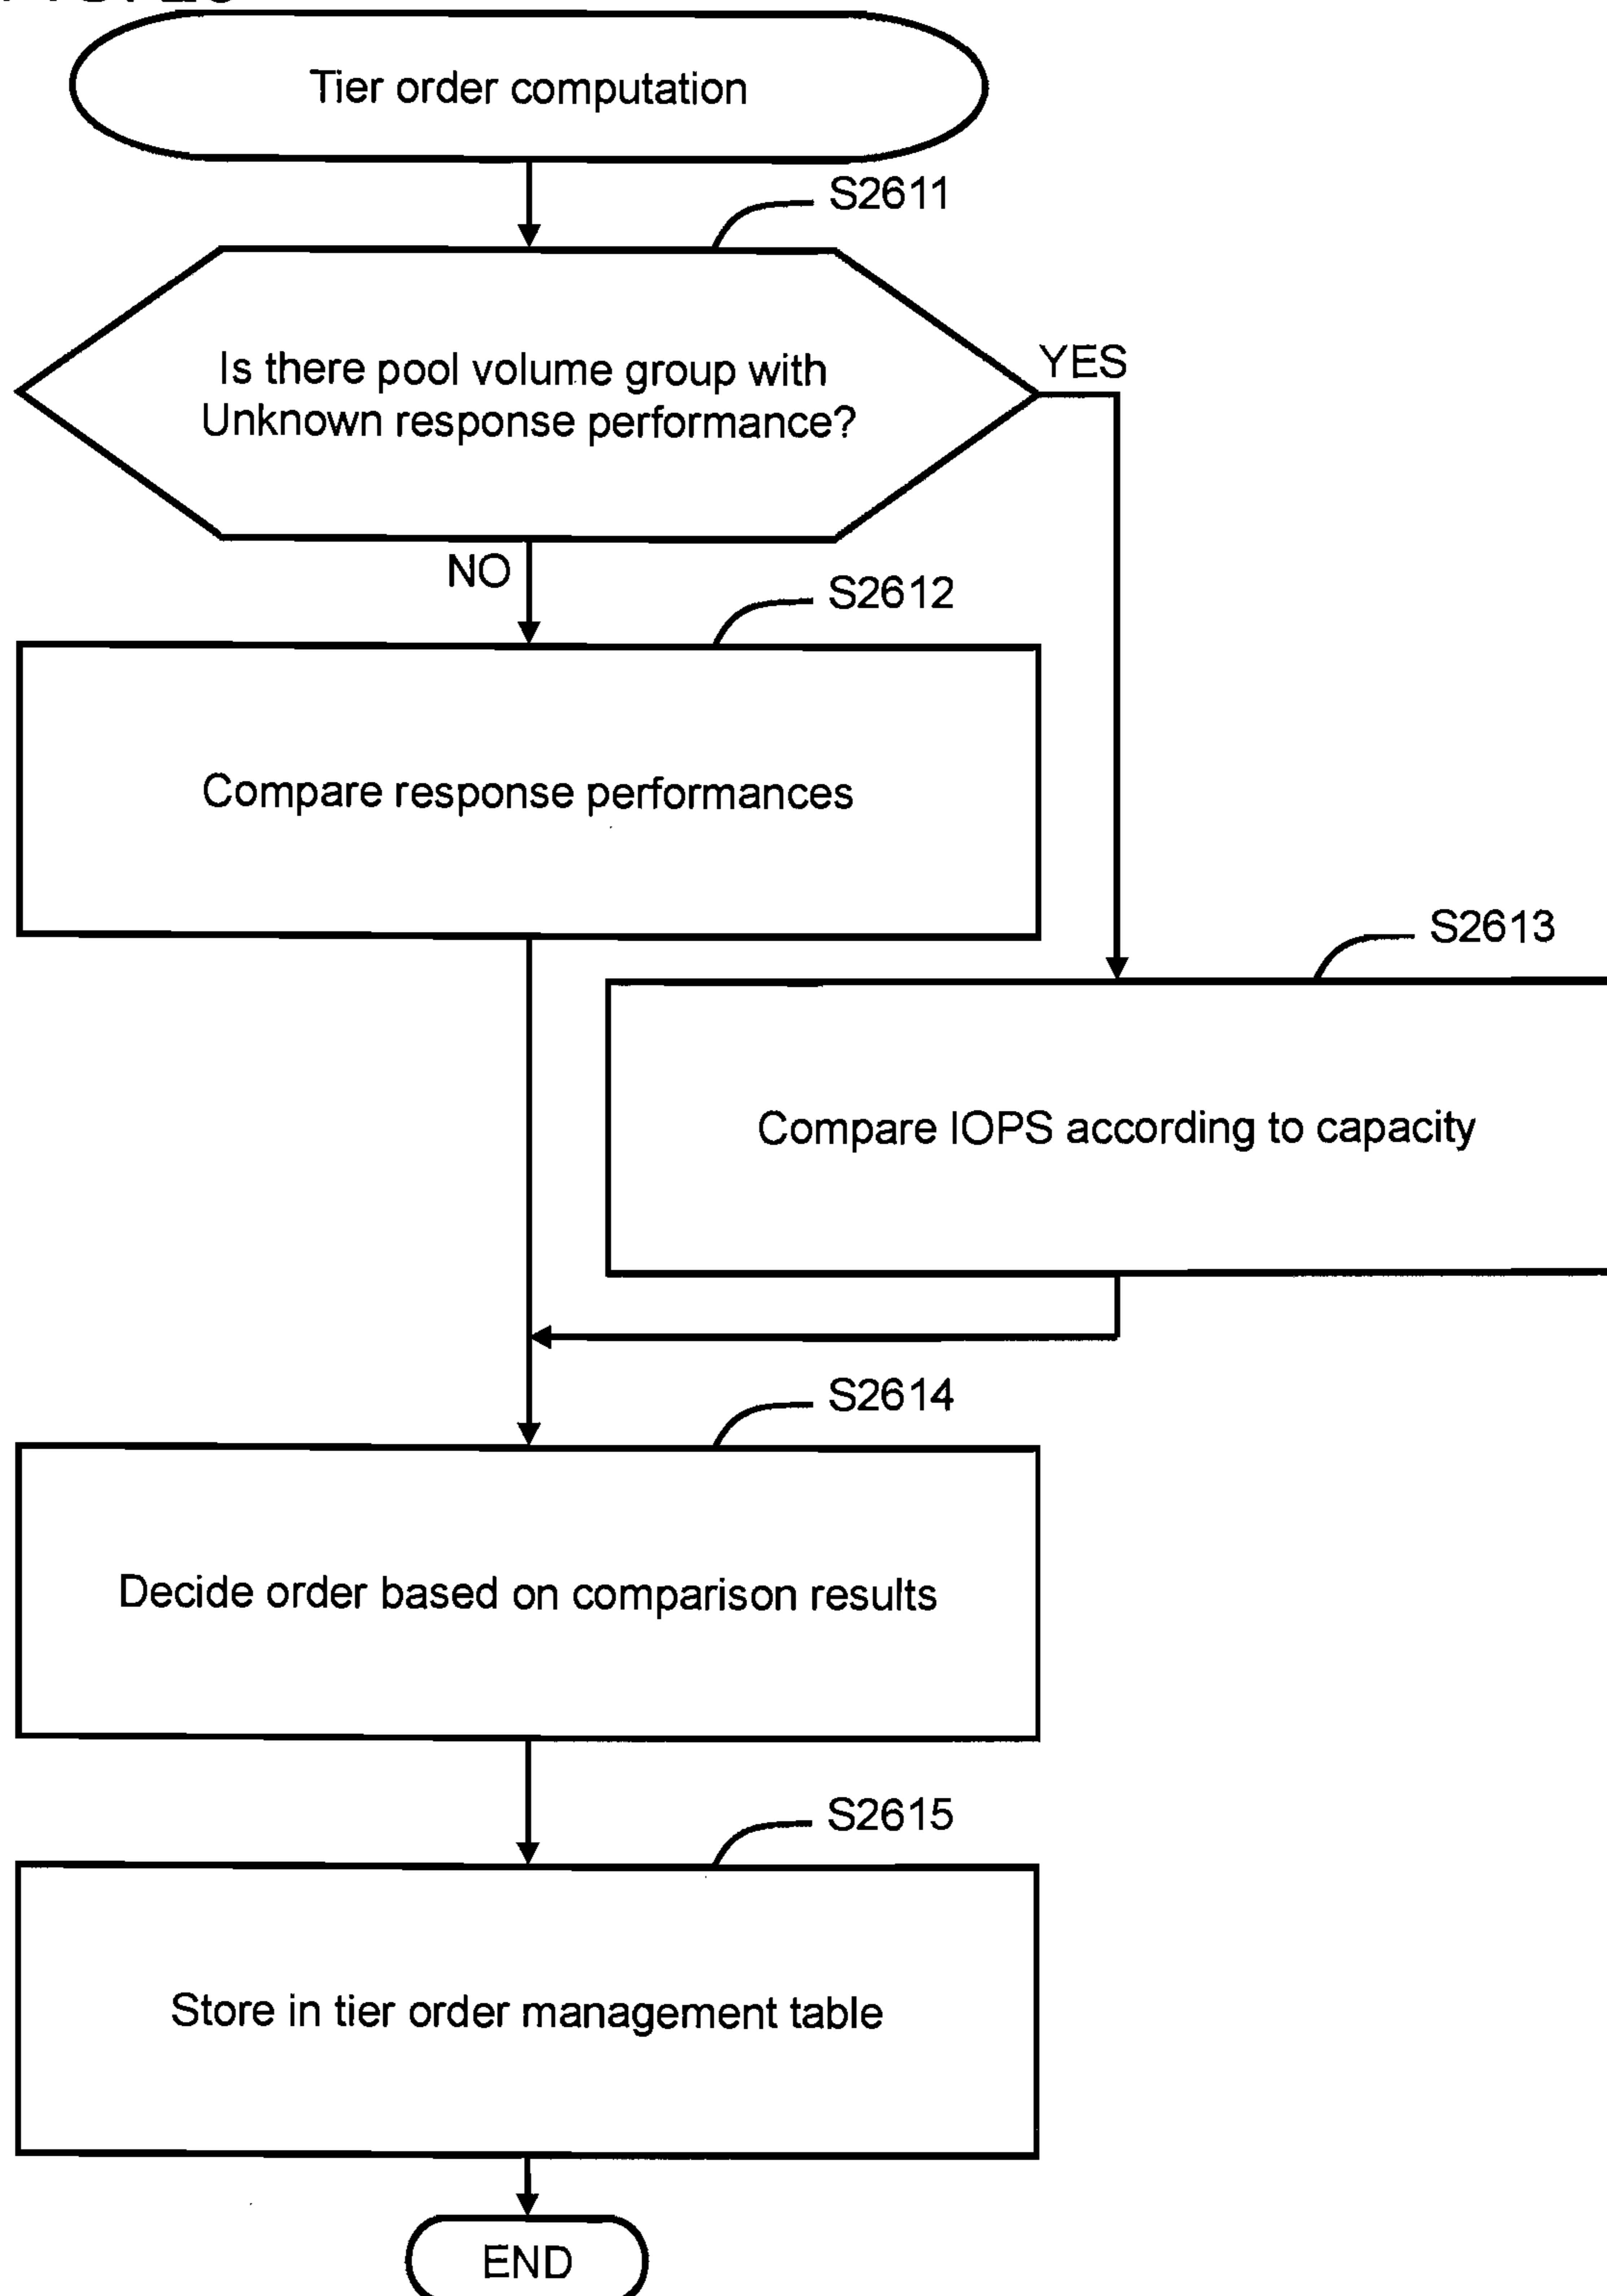 Tier order computation
S2611
Is there pool volume group with
Unknown response performance?
YES
NO
S2612
Compare response performances
S2613
Compare IOPS according to capacity
S2614
Decide order based on comparison results
S2615
Store in tier order management table
END